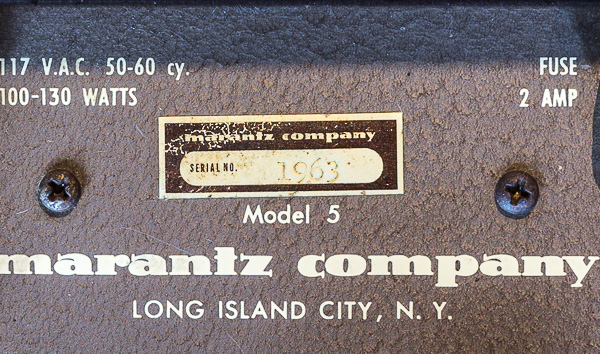 117 V.A.C. 50-60 cy.
100-130 WATTS
FUSE
2 AMP
marantz company
SERIAL NO. 1963
Model 5
marantz company
LONG ISLAND CITY, N. Y.